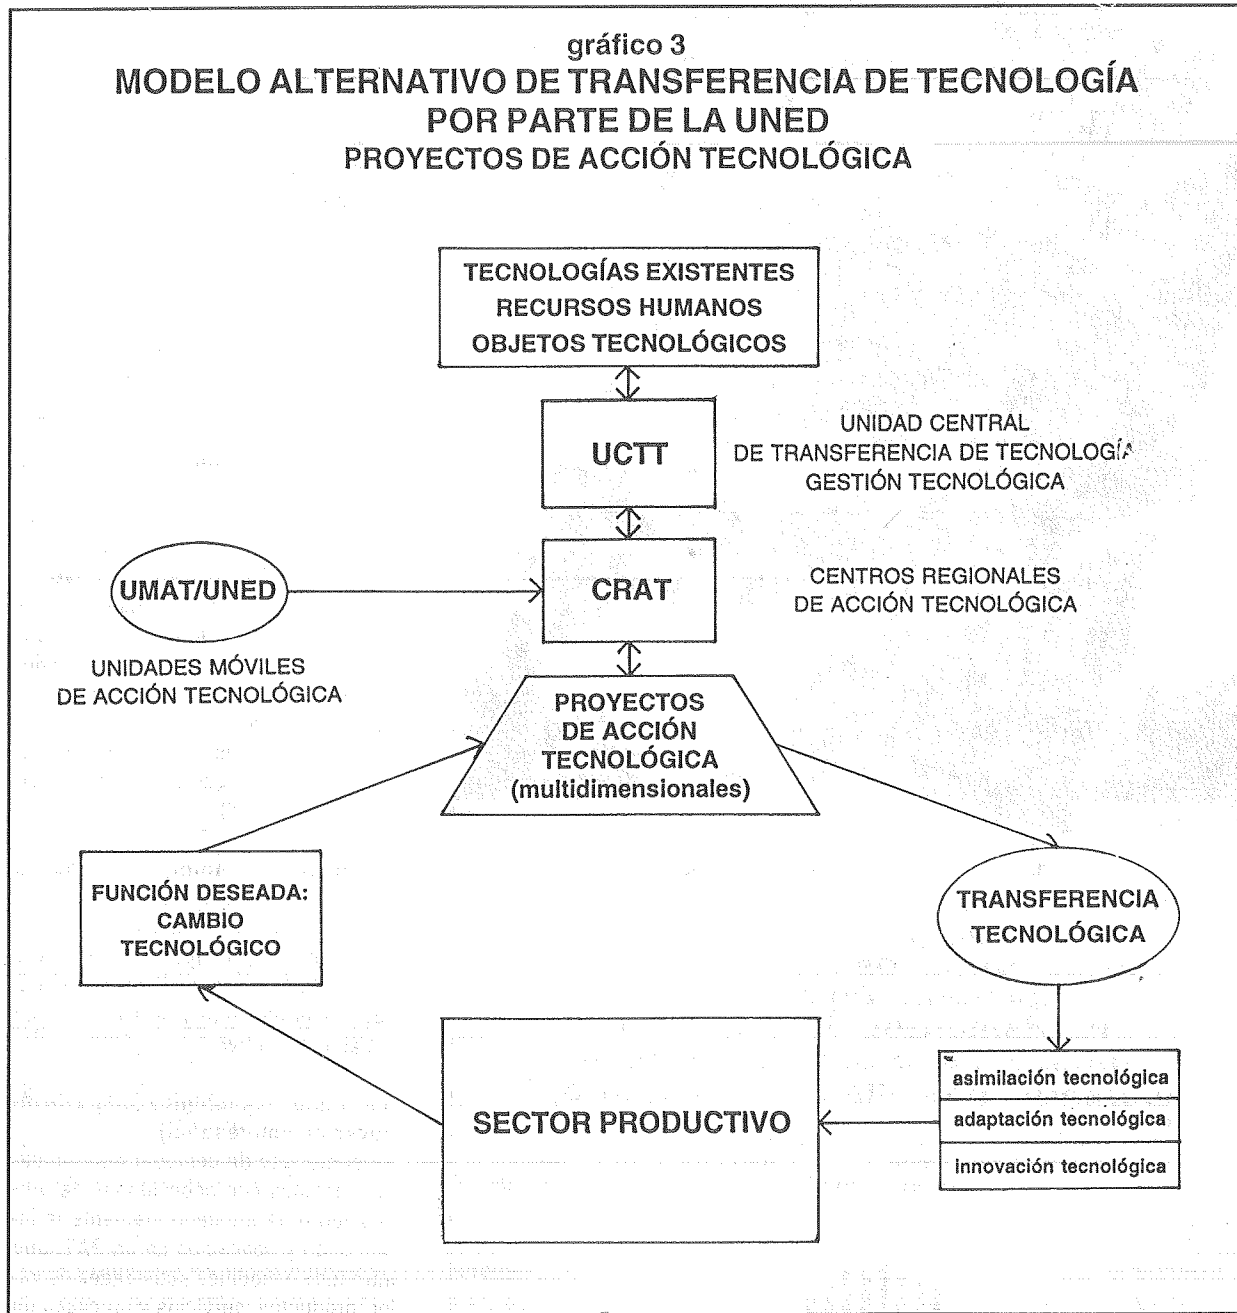 gráfico 3
MODELO ALTERNATIVO DE TRANSFERENCIA DE TECNOLOGÍA
POR PARTE DE LA UNED
PROYECTOS DE ACCIÓN TECNOLÓGICA
TECNOLOGÍAS EXISTENTES
RECURSOS HUMANOS
OBJETOS TECNOLÓGICOS
UCTT
UNIDAD CENTRAL
DE TRANSFERENCIA DE TECNOLOGÍA
GESTIÓN TECNOLÓGICA
UMAT/UNED
UNIDADES MÓVILES
DE ACCIÓN TECNOLÓGICA
CRAT
CENTROS REGIONALES
DE ACCIÓN TECNOLÓGICA
PROYECTOS
DE ACCIÓN
TECNOLÓGICA
(multidimensionales)
FUNCIÓN DESEADA:
CAMBIO
TECNOLÓGICO
TRANSFERENCIA
TECNOLÓGICA
asimilación tecnológica
adaptación tecnológica
innovación tecnológica
SECTOR PRODUCTIVO